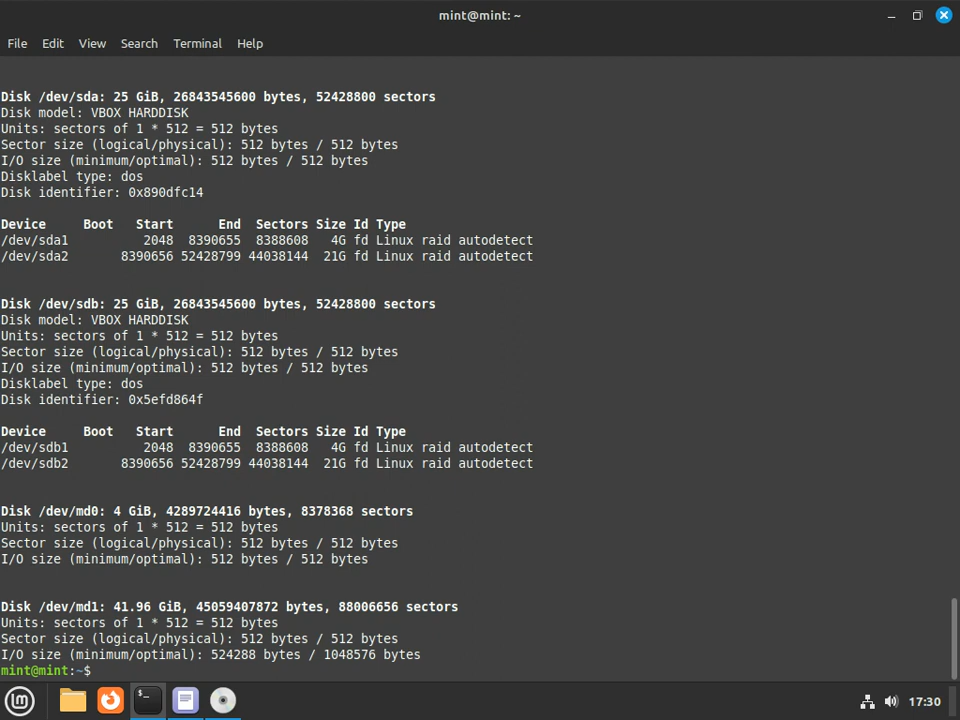 mint@mint: ~
File Edit View Search Terminal Help
Disk /dev/sda: 25 GiB, 26843545600 bytes, 52428800 sectors
Disk model: VBOX HARDDISK
Units: sectors of 1 * 512 = 512 bytes
Sector size (logical/physical): 512 bytes / 512 bytes
I/O size (minimum/optimal): 512 bytes / 512 bytes
Disklabel type: dos
Disk identifier: 0x890dfc14
Device     Boot   Start      End  Sectors Size Id Type
/dev/sda1          2048  8390655  8388608   4G fd Linux raid autodetect
/dev/sda2       8390656 52428799 44038144  21G fd Linux raid autodetect
Disk /dev/sdb: 25 GiB, 26843545600 bytes, 52428800 sectors
Disk model: VBOX HARDDISK
Units: sectors of 1 * 512 = 512 bytes
Sector size (logical/physical): 512 bytes / 512 bytes
I/O size (minimum/optimal): 512 bytes / 512 bytes
Disklabel type: dos
Disk identifier: 0x5efd864f
Device     Boot   Start      End  Sectors Size Id Type
/dev/sdb1          2048  8390655  8388608   4G fd Linux raid autodetect
/dev/sdb2       8390656 52428799 44038144  21G fd Linux raid autodetect
Disk /dev/md0: 4 GiB, 4289724416 bytes, 8378368 sectors
Units: sectors of 1 * 512 = 512 bytes
Sector size (logical/physical): 512 bytes / 512 bytes
I/O size (minimum/optimal): 512 bytes / 512 bytes
Disk /dev/md1: 41.96 GiB, 45059407872 bytes, 88006656 sectors
Units: sectors of 1 * 512 = 512 bytes
Sector size (logical/physical): 512 bytes / 512 bytes
I/O size (minimum/optimal): 524288 bytes / 1048576 bytes
mint@mint:~$
17:30